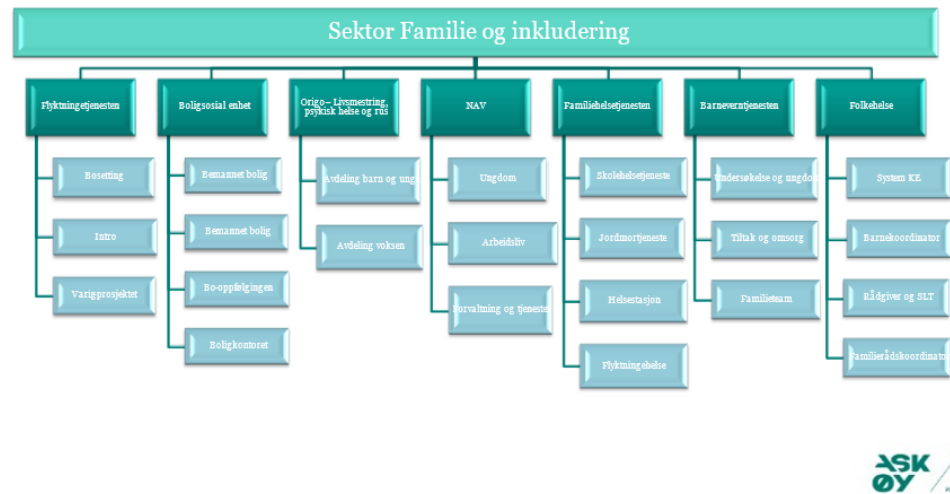 Sektor Familie og inkludering
Flyktningetjenesten
Boligsosial enhet
Origo– Livsmestring,
psykisk helse og rus
NAV
Familiehelsetjenesten
Barneverntjenesten
Folkehelse
Bosetting
Intro
Varigprosjektet
Bemannet bolig
Bemannet bolig
Bo-oppfølgingen
Boligkontoret
Avdeling barn og unge
Avdeling voksen
Ungdom
Arbeidsliv
Forvaltning og tjeneste
Skolehelsetjeneste
Jordmortjeneste
Helsestasjon
Flyktningehelse
Undersøkelse og ungdom
Tiltak og omsorg
Familieteam
System KE
Barnekoordinator
Rådgiver og SLT
Familierådskoordinator
ASK
ØY